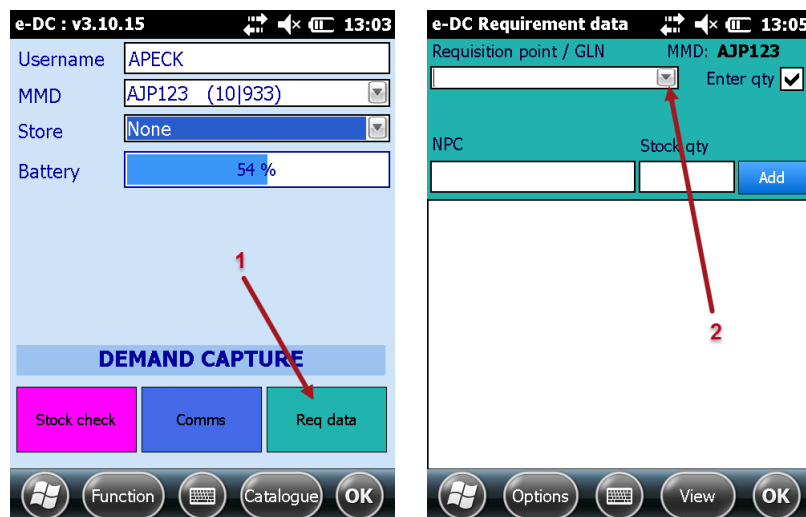 e-DC : v3.10.15 13:03
Username APECK
MMD AJP123 (10|933)
Store None
Battery 54 %
1
DEMAND CAPTURE
Stock check Comms Req data
Function Catalogue OK
e-DC Requirement data 13:05
Requisition point / GLN MMD: AJP123
Enter qty
NPC Stock qty
Add
2
Options View OK